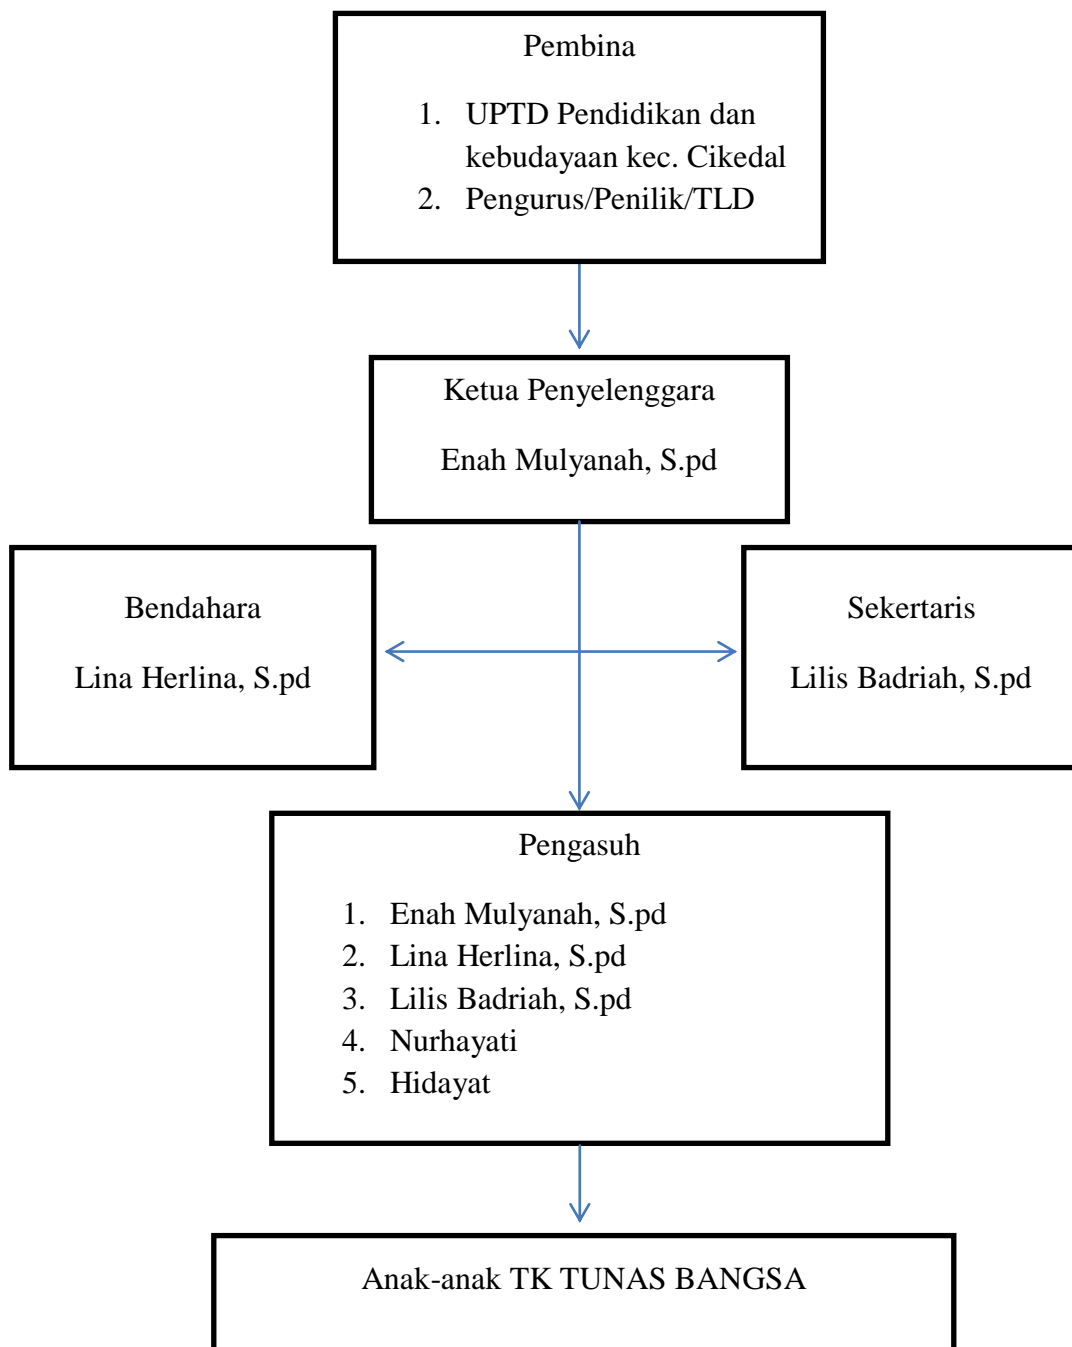 Pembina
1. UPTD Pendidikan dan
kebudayaan kec. Cikedal
2. Pengurus/Penilik/TLD
Ketua Penyelenggara
Enah Mulyanah, S.pd
Bendahara
Lina Herlina, S.pd
Sekertaris
Lilis Badriah, S.pd
Pengasuh
1. Enah Mulyanah, S.pd
2. Lina Herlina, S.pd
3. Lilis Badriah, S.pd
4. Nurhayati
5. Hidayat
Anak-anak TK TUNAS BANGSA